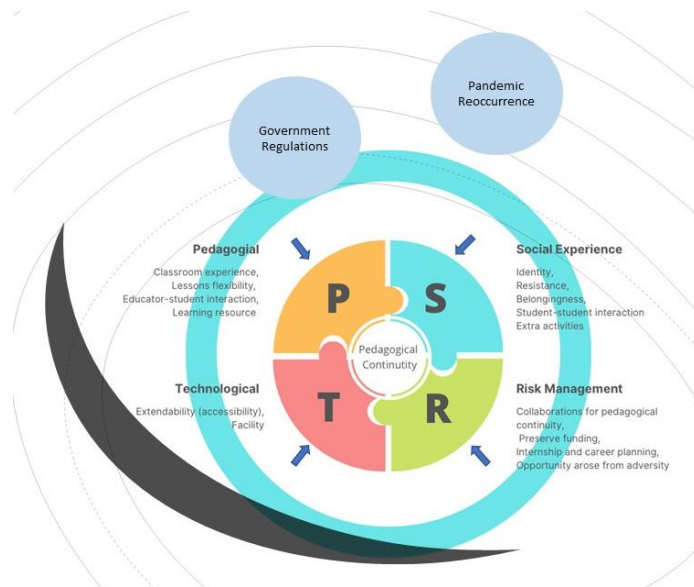 Pandemic
Reoccurrence
Government
Regulations
Pedagogial
Classroom experience,
Lessons flexibility,
Educator-student interaction,
Learning resource
Social Experience
Identity,
Resistance,
Belongingness,
Student-student interaction
Extra activities
P
S
Pedagogical
Continutity
T
R
Technological
Extendability (accessibility),
Facility
Risk Management
Collaborations for pedagogical
continuity,
Preserve funding,
Internship and career planning,
Opportunity arose from adversity